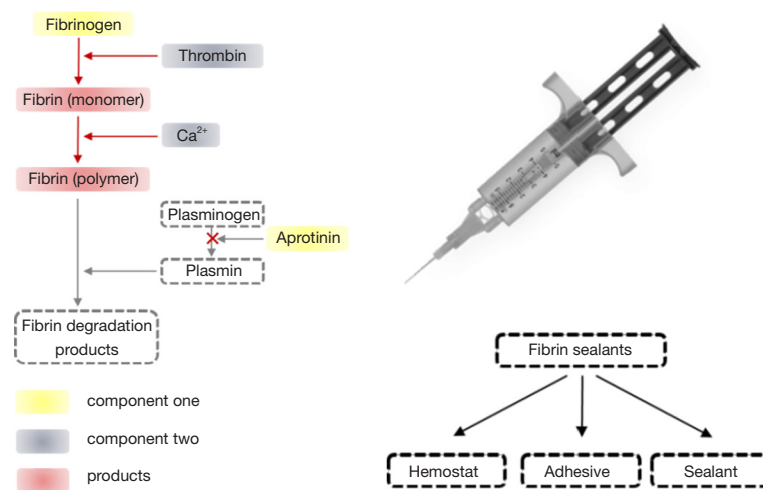 Fibrinogen
Thrombin
Fibrin (monomer)
Ca²⁺
Fibrin (polymer)
Plasminogen
Aprotinin
Plasmin
Fibrin degradation
products
component one
component two
products
Fibrin sealants
Hemostat
Adhesive
Sealant